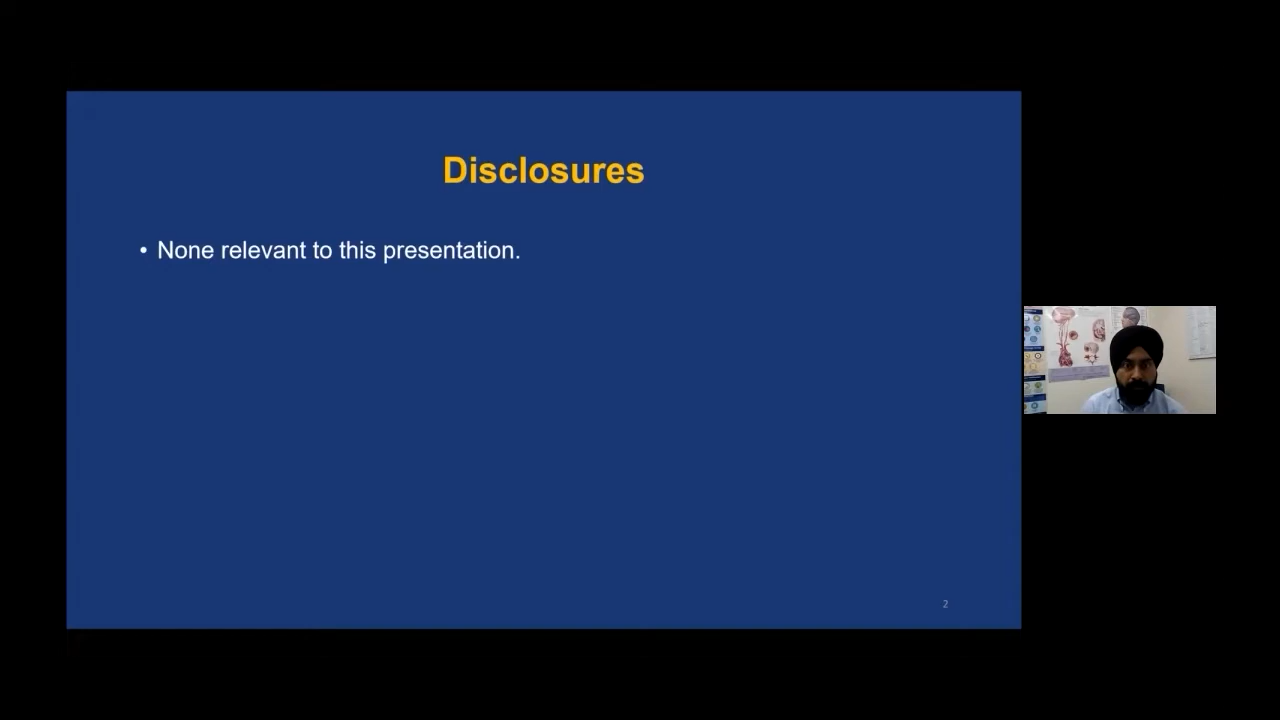 Disclosures
• None relevant to this presentation.
2